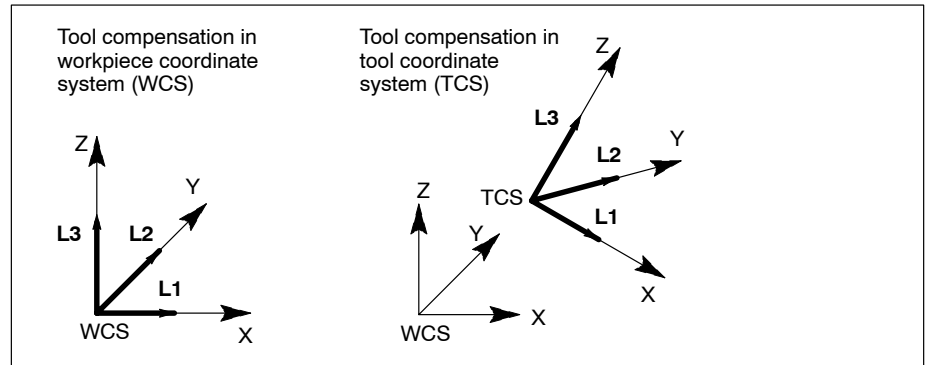 Tool compensation in
workpiece coordinate
system (WCS)
Z
Y
L3
L2
L1
WCS
X
Tool compensation in
tool coordinate
system (TCS)
Z
L3
Y
L2
TCS
L1
X
Z
Y
X
WCS